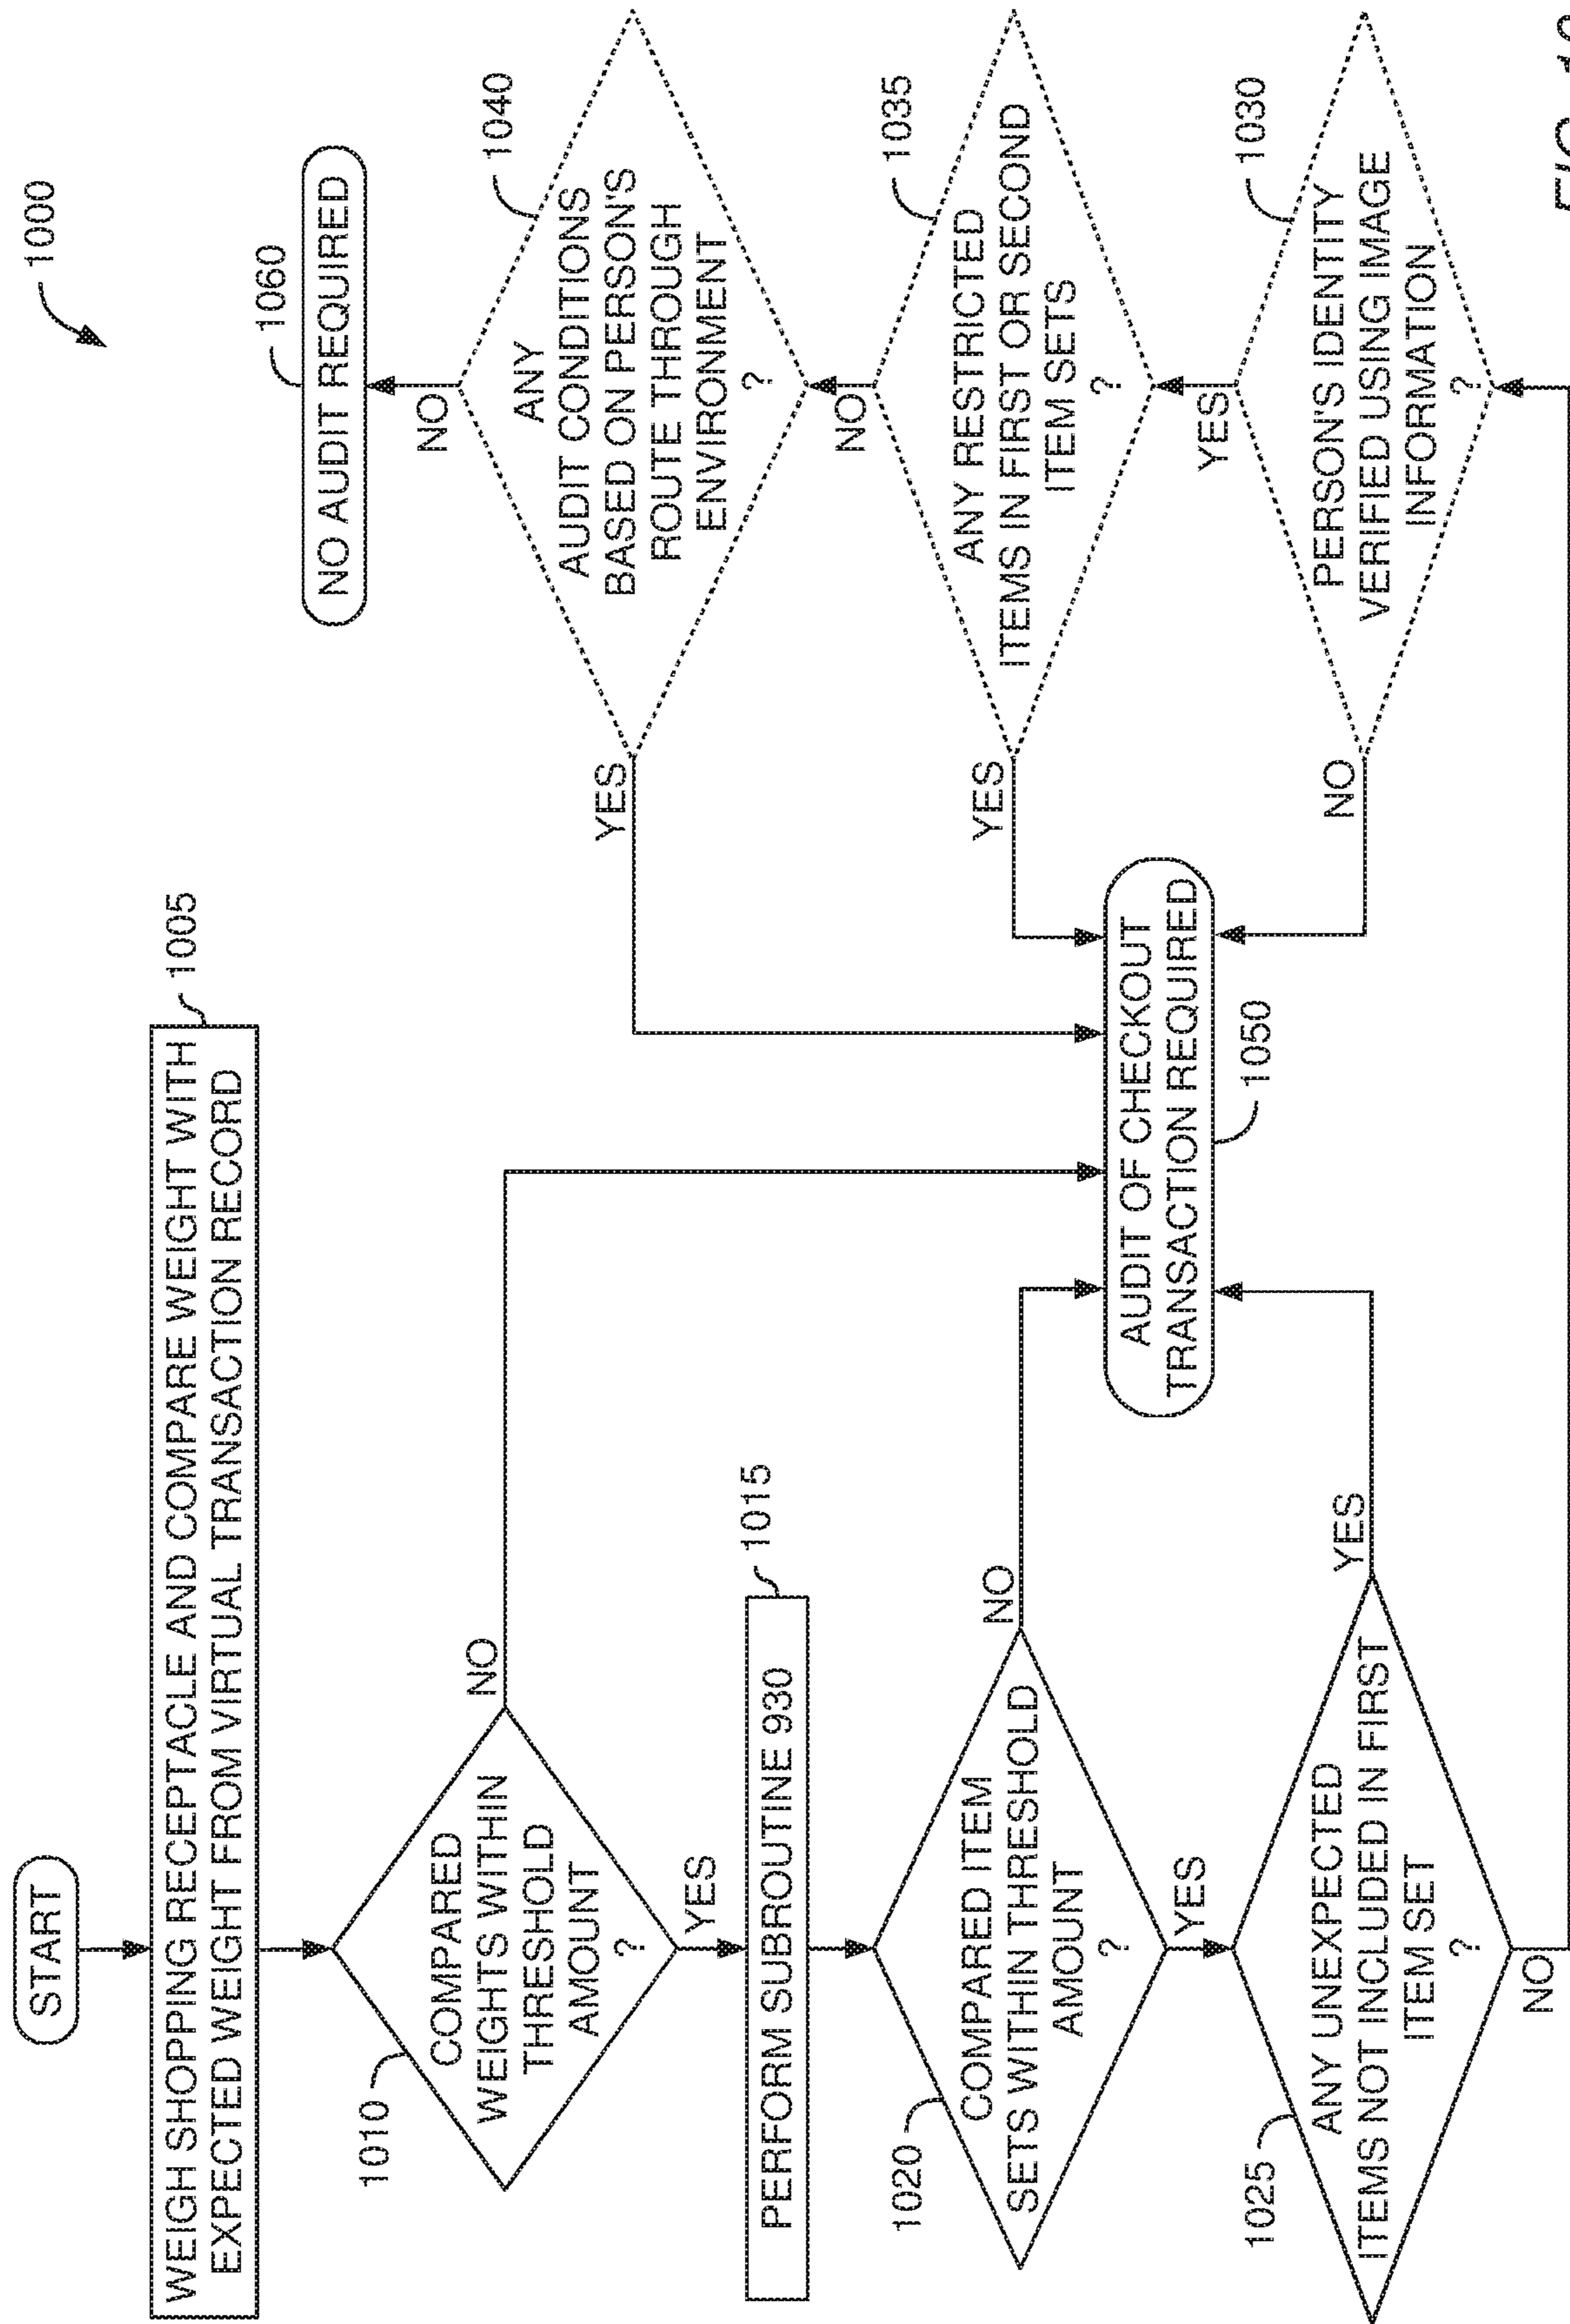 1000
START
WEIGH SHOPPING RECEPTACLE AND COMPARE WEIGHT WITH
EXPECTED WEIGHT FROM VIRTUAL TRANSACTION RECORD
1005
1010
COMPARED
WEIGHTS WITHIN
THRESHOLD
AMOUNT
?
NO
YES
PERFORM SUBROUTINE 930
1015
1020
COMPARED ITEM
SETS WITHIN THRESHOLD
AMOUNT
?
NO
YES
1025
ANY UNEXPECTED
ITEMS NOT INCLUDED IN FIRST
ITEM SET
?
YES
NO
AUDIT OF CHECKOUT
TRANSACTION REQUIRED
1050
1060
NO AUDIT REQUIRED
NO
1040
ANY
AUDIT CONDITIONS
BASED ON PERSON'S
ROUTE THROUGH
ENVIRONMENT
?
YES
NO
1035
ANY RESTRICTED
ITEMS IN FIRST OR SECOND
ITEM SETS
?
YES
YES
1030
PERSON'S IDENTITY
VERIFIED USING IMAGE
INFORMATION
?
NO